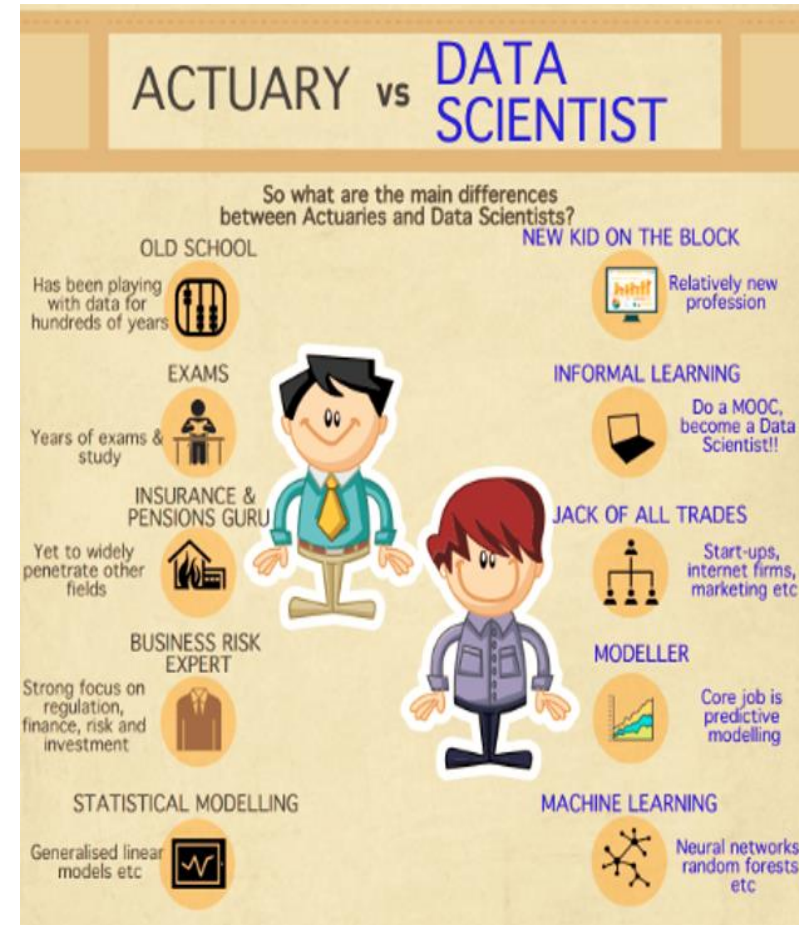 ACTUARY vs DATA
SCIENTIST
So what are the main differences
between Actuaries and Data Scientists?
OLD SCHOOL
Has been playing
with data for
hundreds of years
EXAMS
Years of exams &
study
INSURANCE &
PENSIONS GURU
Yet to widely
penetrate other
fields
BUSINESS RISK
EXPERT
Strong focus on
regulation,
finance, risk and
investment
STATISTICAL MODELLING
Generalised linear
models etc
NEW KID ON THE BLOCK
Relatively new
profession
INFORMAL LEARNING
Do a MOOC,
become a Data
Scientist!!
JACK OF ALL TRADES
Start-ups,
internet firms,
marketing etc
MODELLER
Core job is
predictive
modelling
MACHINE LEARNING
Neural networks
random forests
etc